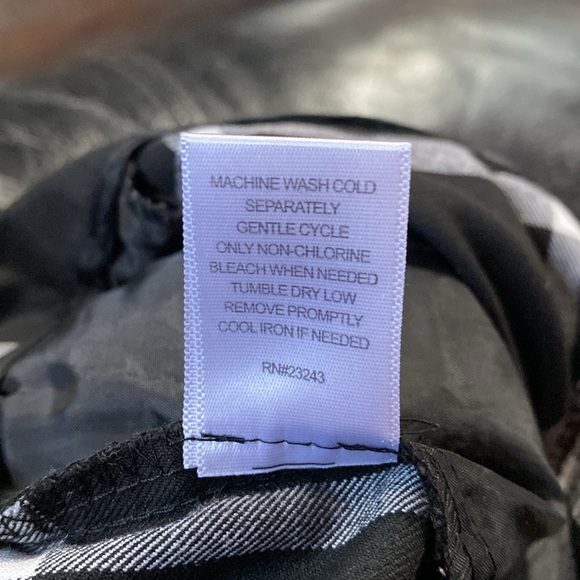 MACHINE WASH COLD
SEPARATELY
GENTLE CYCLE
ONLY NON-CHLORINE
BLEACH WHEN NEEDED
TUMBLE DRY LOW
REMOVE PROMPTLY
COOL IRON IF NEEDED
RN#23243